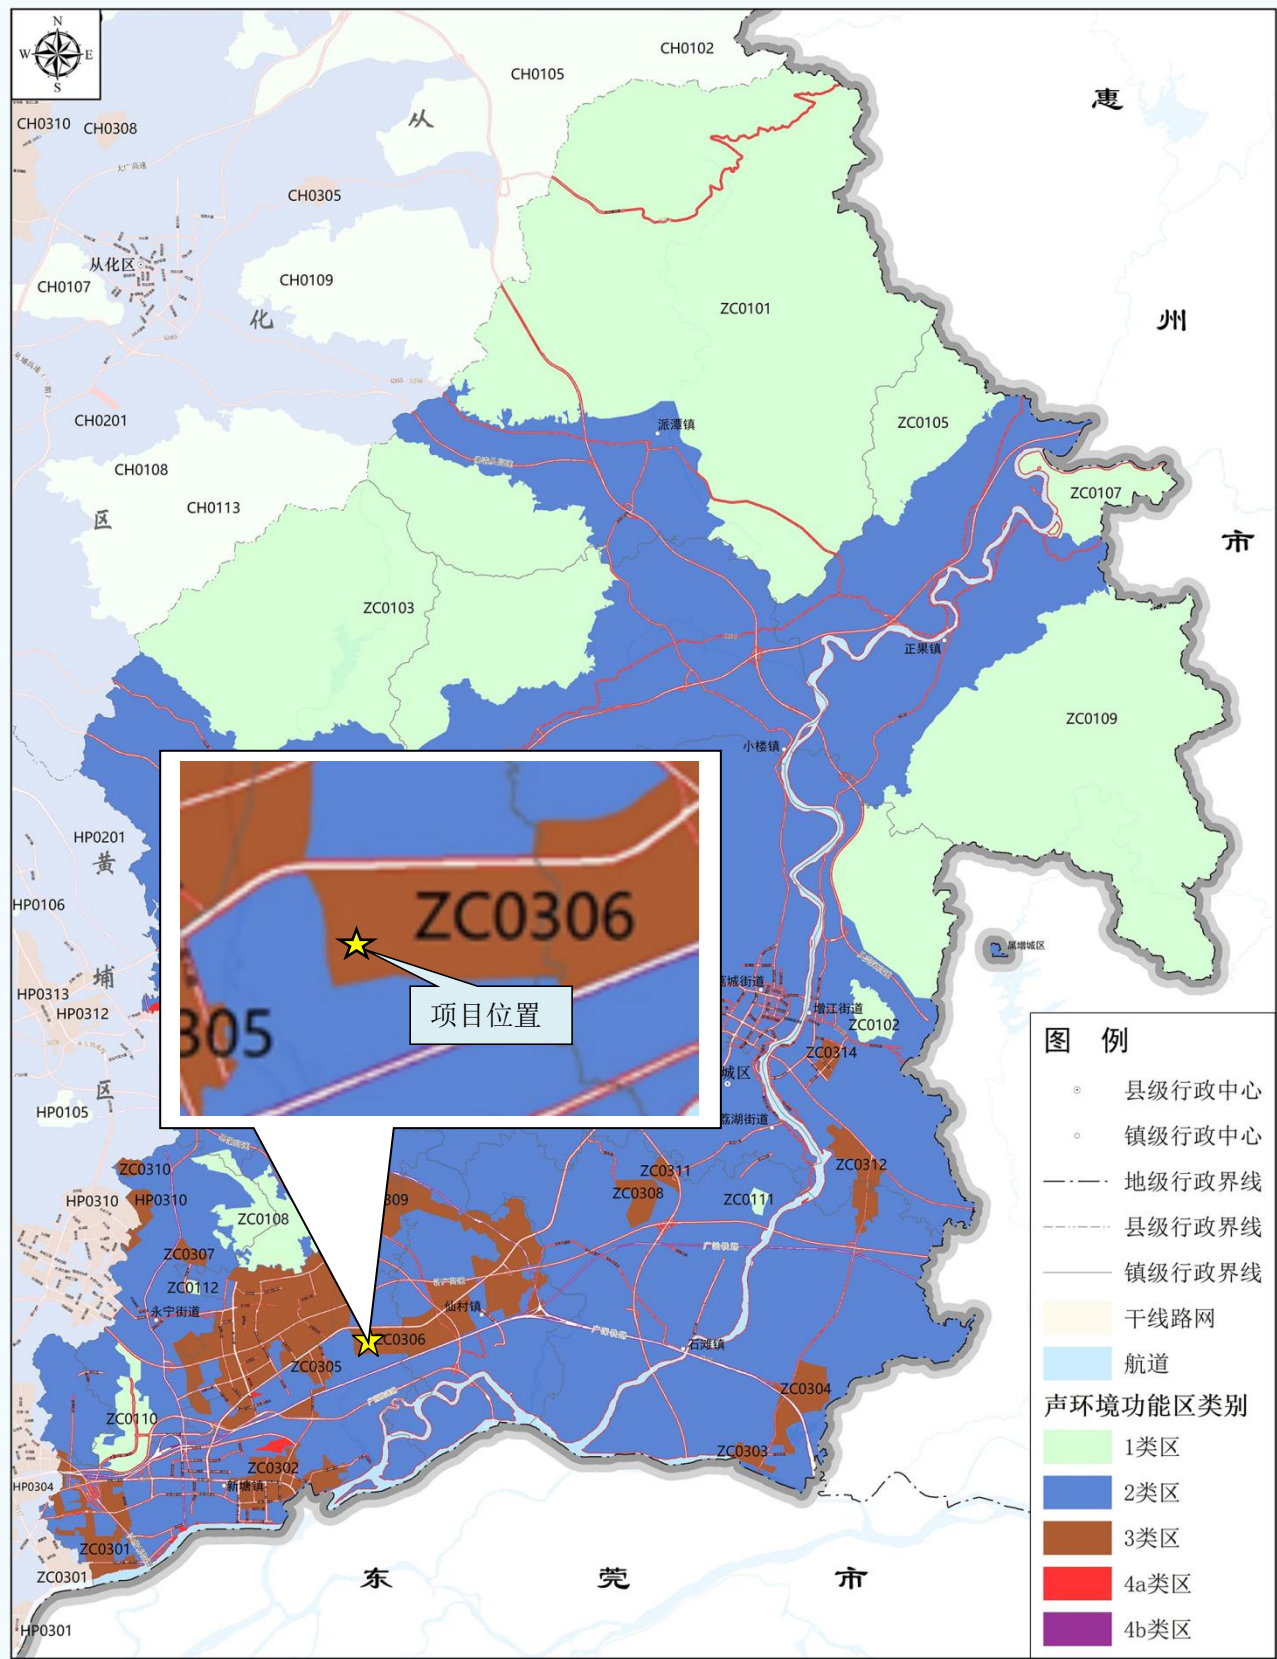 N
W
E
S
CH0102
CH0105
CH0310
CH0308
从
惠
大广高速
CH0305
从化区
CH0107
CH0109
化
ZC0101
州
CH0201
派潭镇
ZC0105
CH0108
CH0113
区
ZC0107
市
ZC0103
正果镇
ZC0109
小楼镇
HP0201
黄
HP0106
ZC0306
属增城区
埔
HP0313
HP0312
项目位置
305
荔城街道
增江街道
ZC0102
ZC0314
城区
区
HP0105
荔湖街道
ZC0310
HP0310
HP0310
ZC0108
309
ZC0311
ZC0308
ZC0111
ZC0312
ZC0307
ZC0112
永宁街道
仙村镇
ZC0306
ZC0305
石滩镇
ZC0304
ZC0110
ZC0303
ZC0302
HP0304
新塘镇
ZC0301
ZC0301
HP0301
东
莞
市
图 例
县级行政中心
镇级行政中心
地级行政界线
县级行政界线
镇级行政界线
干线路网
航道
声环境功能区类别
1类区
2类区
3类区
4a类区
4b类区